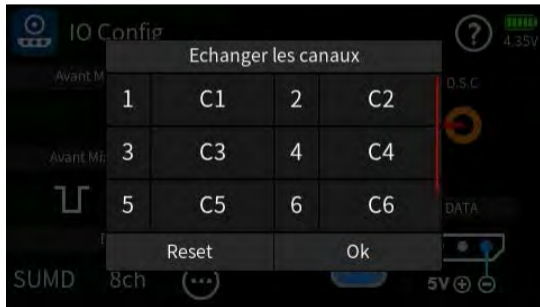 IO Config
4.35V
Echanger les canaux
Avant M
D.S.C
1 C1 2 C2
3 C3 4 C4
Avant Mi
5 C5 6 C6
DATA
Reset Ok
SUMD 8ch
5V